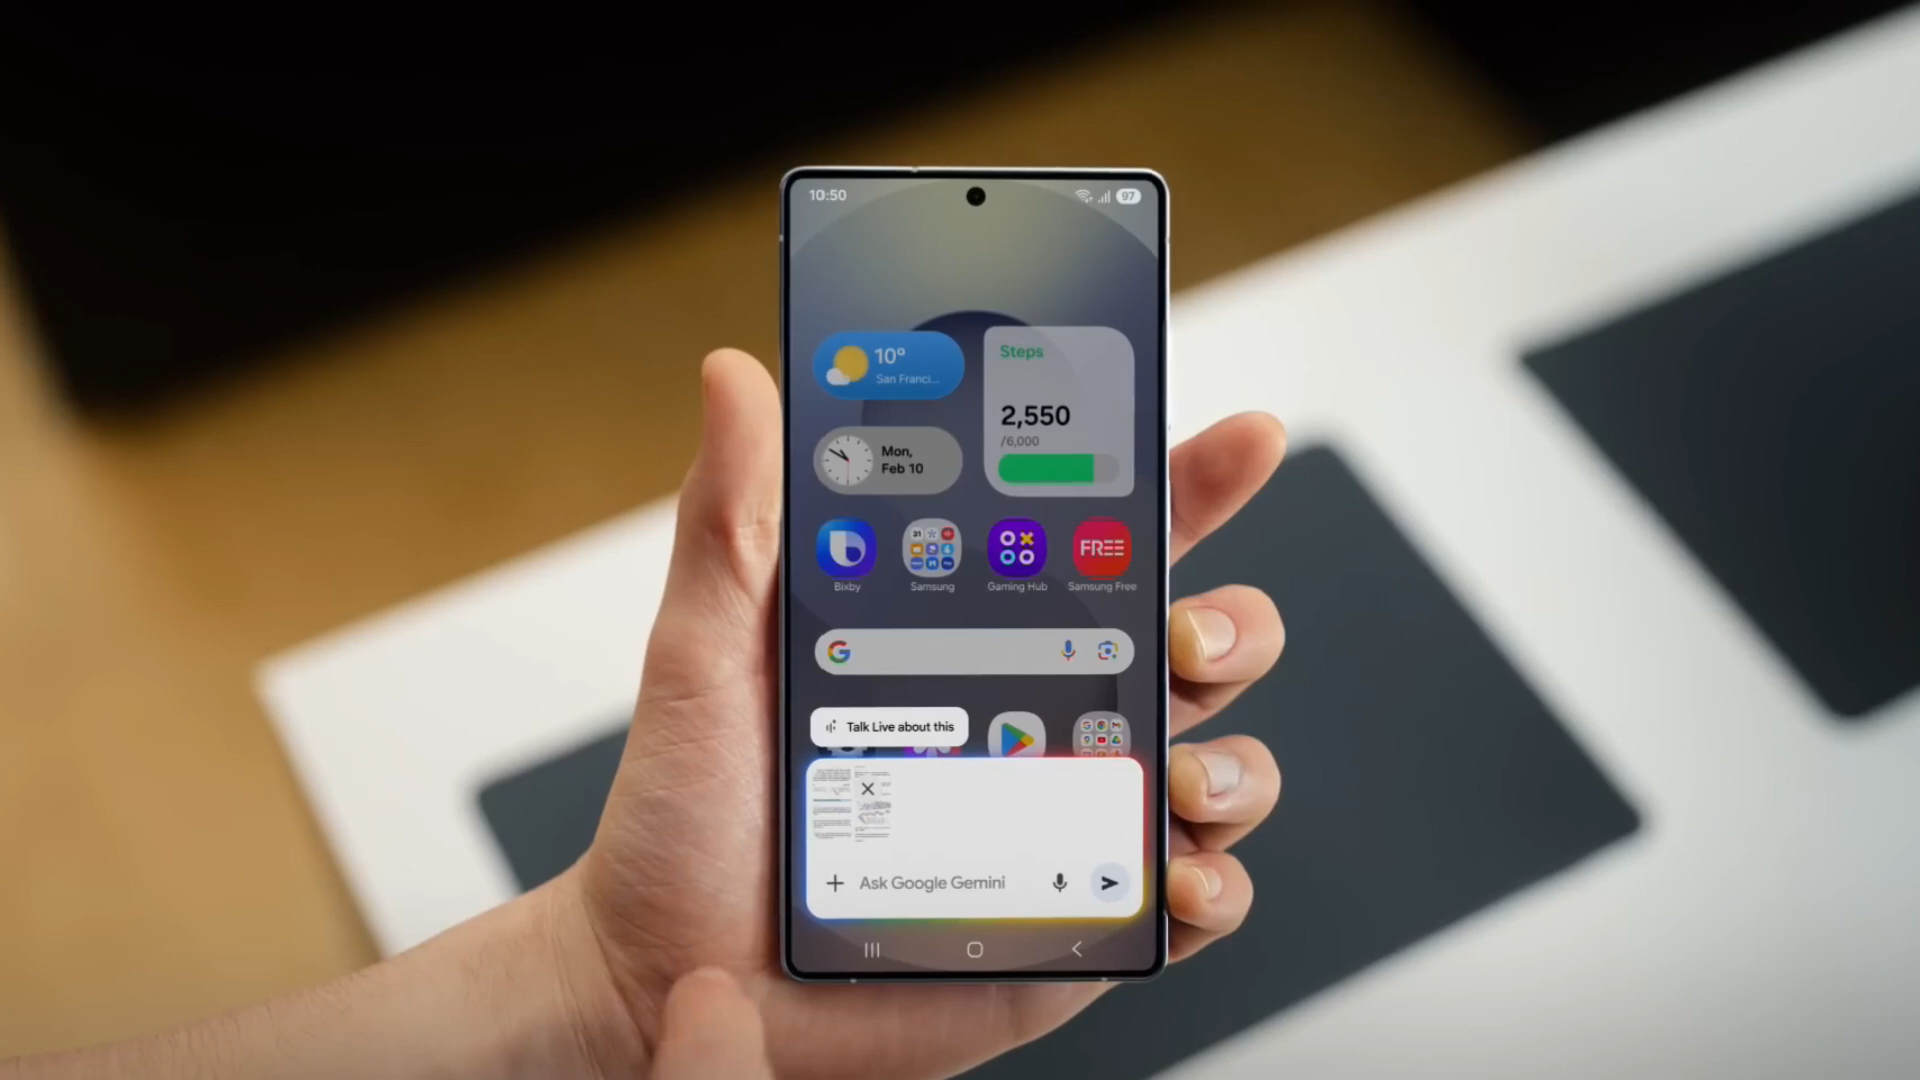 10:50
97
10°
San Franci...
Steps
2,550
/6,000
Mon,
Feb 10
31
FREE
Bixby
Samsung
Gaming Hub
Samsung Free
Talk Live about this
Ask Google Gemini